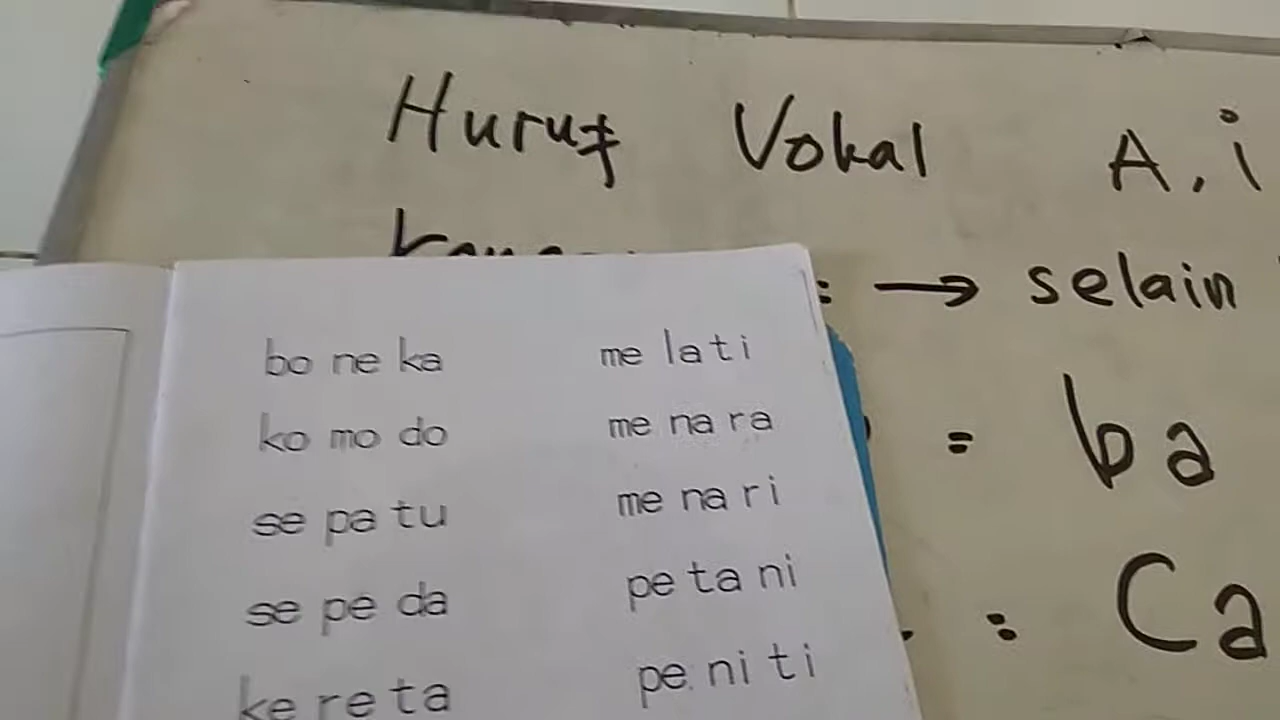 Huruf Vokal A, i
: → selain
= ba
: Ca
bo ne ka
ko mo do
se pa tu
se pe da
ke re ta
me la ti
me na ra
me na ri
pe ta ni
pe ni ti